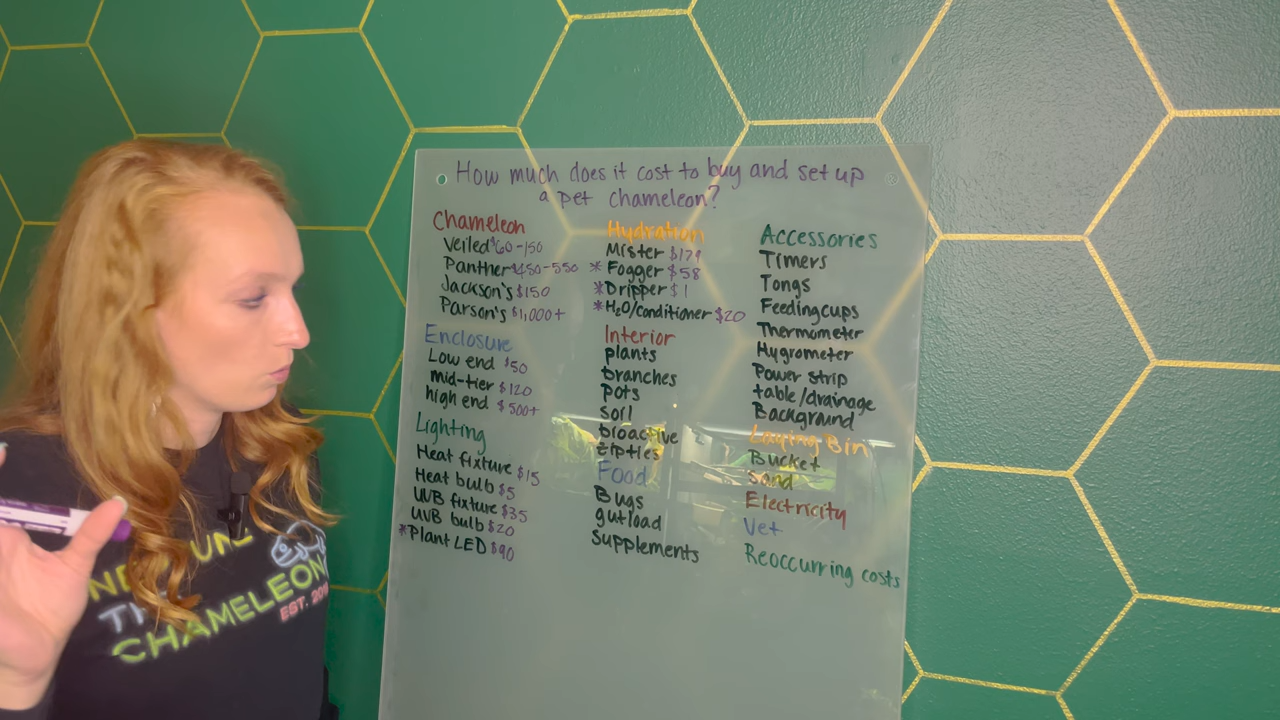 How much does it cost to buy and set up
a pet chameleon?
Chameleon
Veiled $60-150
Panther $450-550
Jackson's $150
Parson's $1,000+
Enclosure
Low end $50
mid-tier $120
high end $500+
Lighting
Heat fixture $15
Heat bulb $5
UVB fixture $35
UVB bulb $20
*Plant LED $90
Hydration
Mister $179
*Fogger $58
*Dripper $1
*H₂O/conditioner $20
Interior
plants
branches
pots
soil
bioactive
zipties
Food
Bugs
gutload
supplements
Accessories
Timers
Tongs
Feeding cups
Thermometer
Hygrometer
Power strip
table/drainage
Background
Laying Bin
Bucket
Sand
Electricity
Vet
Reoccurring costs
CHAMELEON
EST.